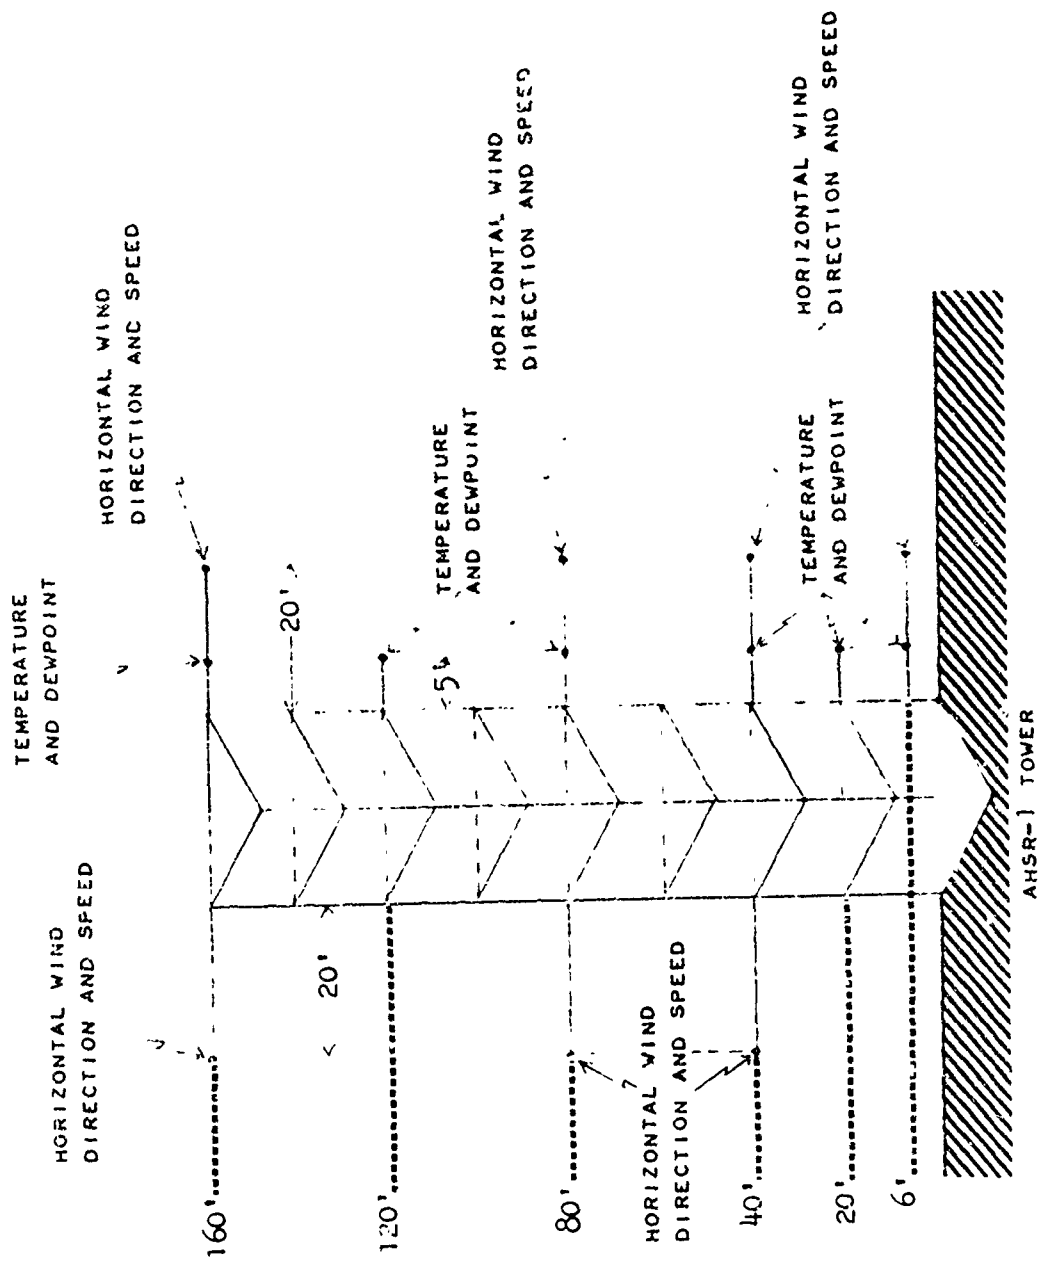 TEMPERATURE
AND DEWPOINT
HORIZONTAL WIND
DIRECTION AND SPEED
HORIZONTAL WIND
DIRECTION AND SPEED
160'
20'
20'
120'
TEMPERATURE
AND DEWPOINT
5'
HORIZONTAL WIND
DIRECTION AND SPEED
80'
HORIZONTAL WIND
DIRECTION AND SPEED
40'
TEMPERATURE
AND DEWPOINT
HORIZONTAL WIND
DIRECTION AND SPEED
20'
6'
AHSR-1 TOWER